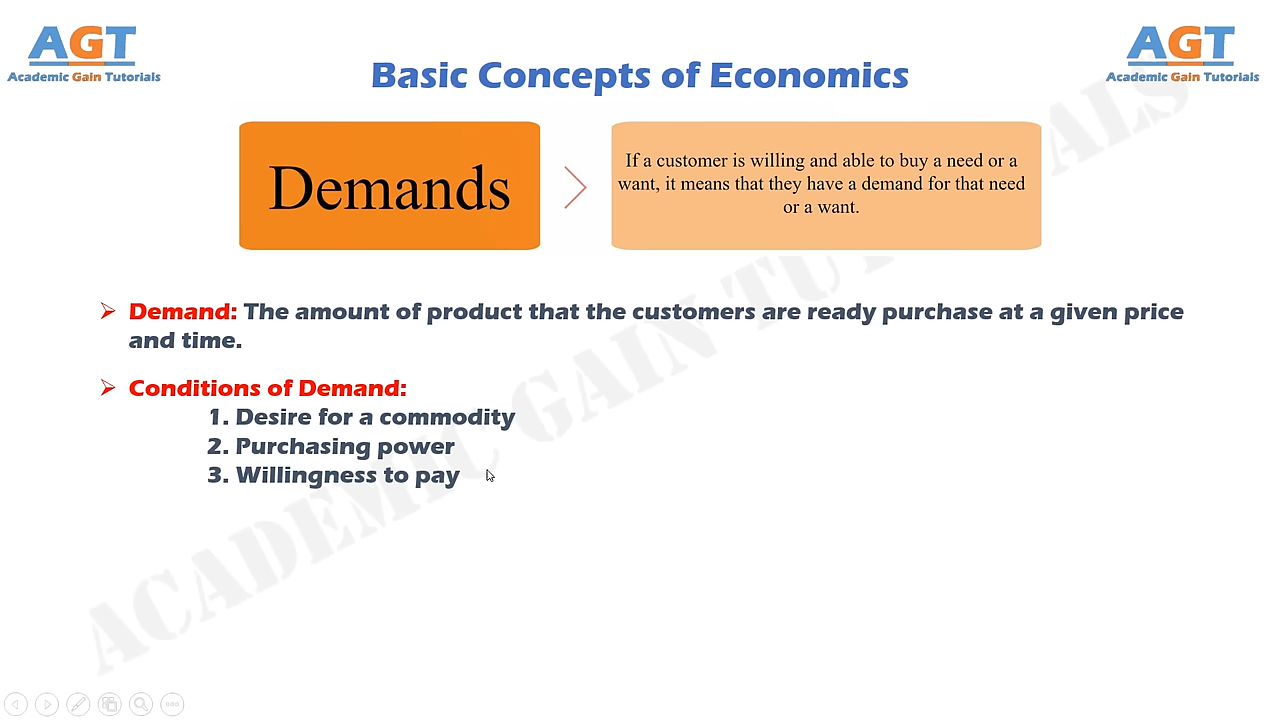 AGT
Academic Gain Tutorials
AGT
Academic Gain Tutorials
Basic Concepts of Economics
Demands
If a customer is willing and able to buy a need or a
want, it means that they have a demand for that need
or a want.
Demand: The amount of product that the customers are ready purchase at a given price
and time.
Conditions of Demand:
1. Desire for a commodity
2. Purchasing power
3. Willingness to pay
ACADEMIC GAIN TUTORIALS